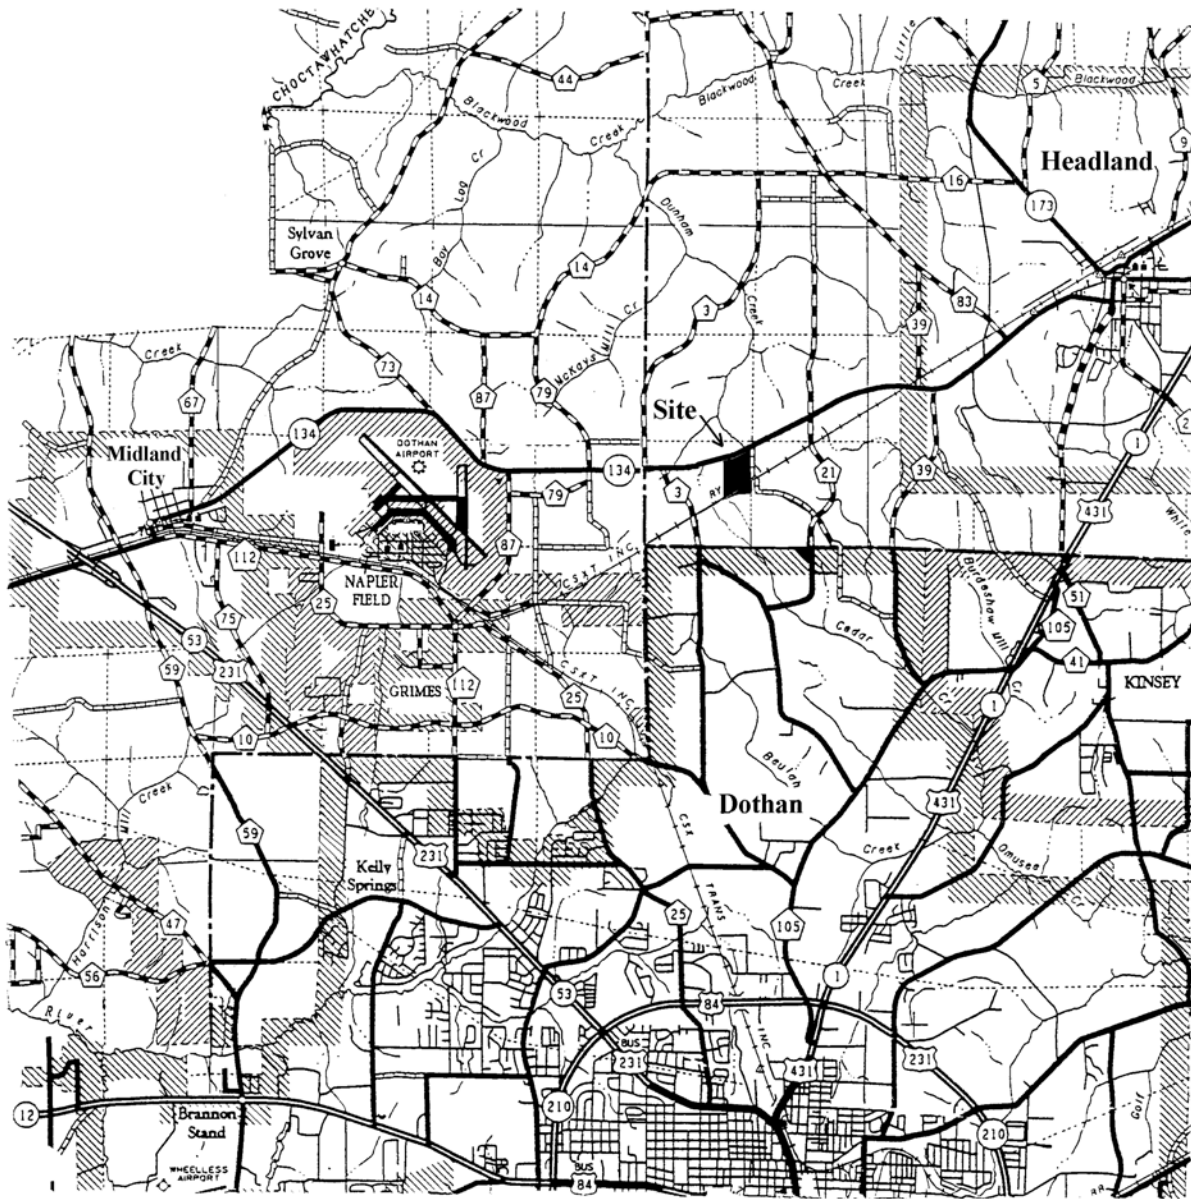 CHOCTAWHATCHEE
44
Blackwood
Creek
Little
5
Blackwood
Blackwood
Creek
9
Headland
16
173
Log
Cr
Bay
Dunham
Creek
Sylvan
Grove
14
14
3
83
39
McKays Mill Cr
Creek
73
67
87
79
Site
134
Midland
City
DOTHAN
AIRPORT
134
79
3
RY
21
39
1
431
White
112
87
CSXT INC
NAPIER
FIELD
25
75
53
231
59
Burdeshaw Mill
Cr
51
105
41
KINSEY
Cedar
Cr
GRIMES
112
CSXT INC
25
10
10
1
Beulah
Creek
431
Dothan
Mill
Creek
59
231
Kelly
Springs
CSX
TRANS
INC
Omusee
Cr
Harrison
47
56
25
105
River
53
1
84
BUS
231
431
231
12
210
210
Brannon
Stand
WHEELLESS
AIRPORT
BUS
84
Golf
RR